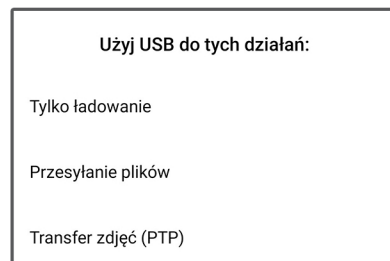 Użyj USB do tych działań:
Tylko ładowanie
Przesyłanie plików
Transfer zdjęć (PTP)